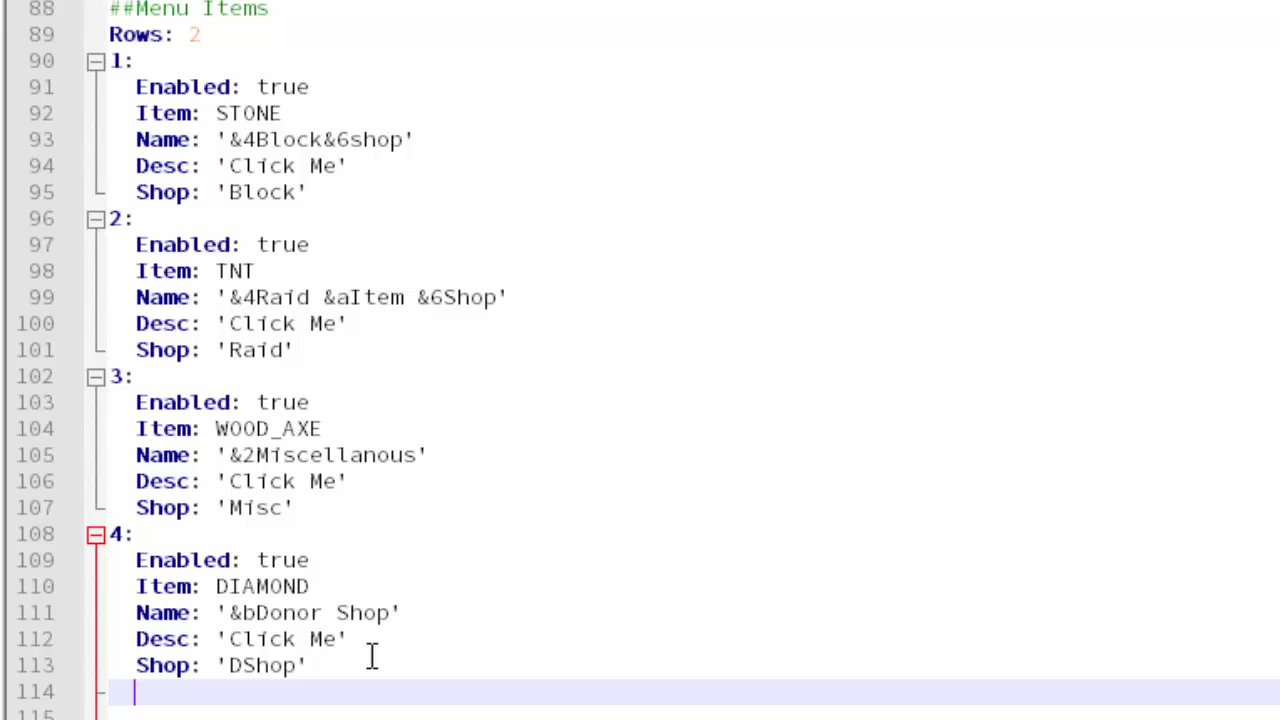 88 ##Menu Items
89 Rows: 2
90 1:
91 Enabled: true
92 Item: STONE
93 Name: '&4Block&6shop'
94 Desc: 'Click Me'
95 Shop: 'Block'
96 2:
97 Enabled: true
98 Item: TNT
99 Name: '&4Raid &aItem &6Shop'
100 Desc: 'Click Me'
101 Shop: 'Raid'
102 3:
103 Enabled: true
104 Item: WOOD_AXE
105 Name: '&2Miscellanous'
106 Desc: 'Click Me'
107 Shop: 'Misc'
108 4:
109 Enabled: true
110 Item: DIAMOND
111 Name: '&bDonor Shop'
112 Desc: 'Click Me'
113 Shop: 'DShop'
114
115